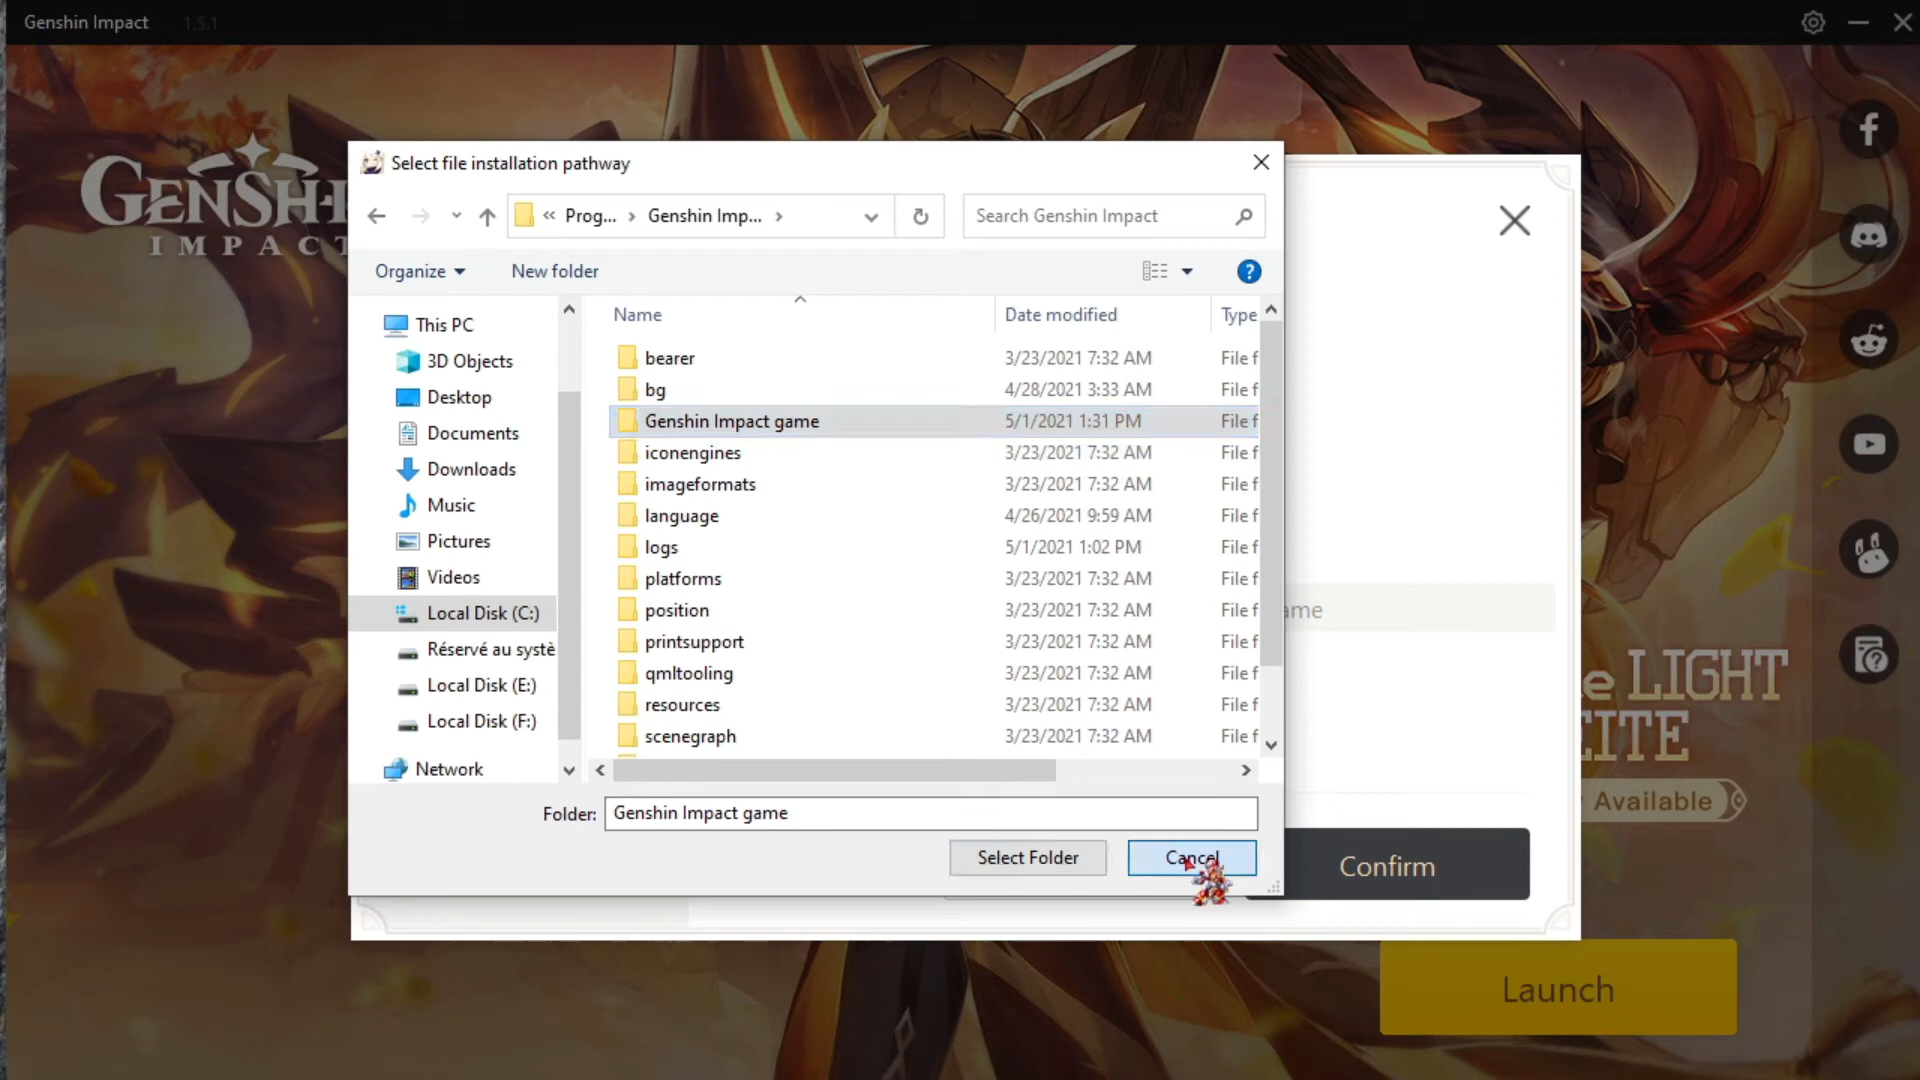 Genshin Impact 1.5.1
GENSHI
IMPACT
Select file installation pathway
« Prog... › Genshin Imp... ›
Search Genshin Impact
Organize
New folder
?
Name Date modified Type
This PC
3D Objects
Desktop
Documents
Downloads
Music
Pictures
Videos
Local Disk (C:)
Réservé au systè
Local Disk (E:)
Local Disk (F:)
Network
bearer 3/23/2021 7:32 AM File f
bg 4/28/2021 3:33 AM File f
Genshin Impact game 5/1/2021 1:31 PM File f
iconengines 3/23/2021 7:32 AM File f
imageformats 3/23/2021 7:32 AM File f
language 4/26/2021 9:59 AM File f
logs 5/1/2021 1:02 PM File f
platforms 3/23/2021 7:32 AM File f
position 3/23/2021 7:32 AM File f
printsupport 3/23/2021 7:32 AM File f
qmltooling 3/23/2021 7:32 AM File f
resources 3/23/2021 7:32 AM File f
scenegraph 3/23/2021 7:32 AM File f
Folder: Genshin Impact game
Select Folder
Cancel
ame
Confirm
e LIGHT
CITE
Available
Launch